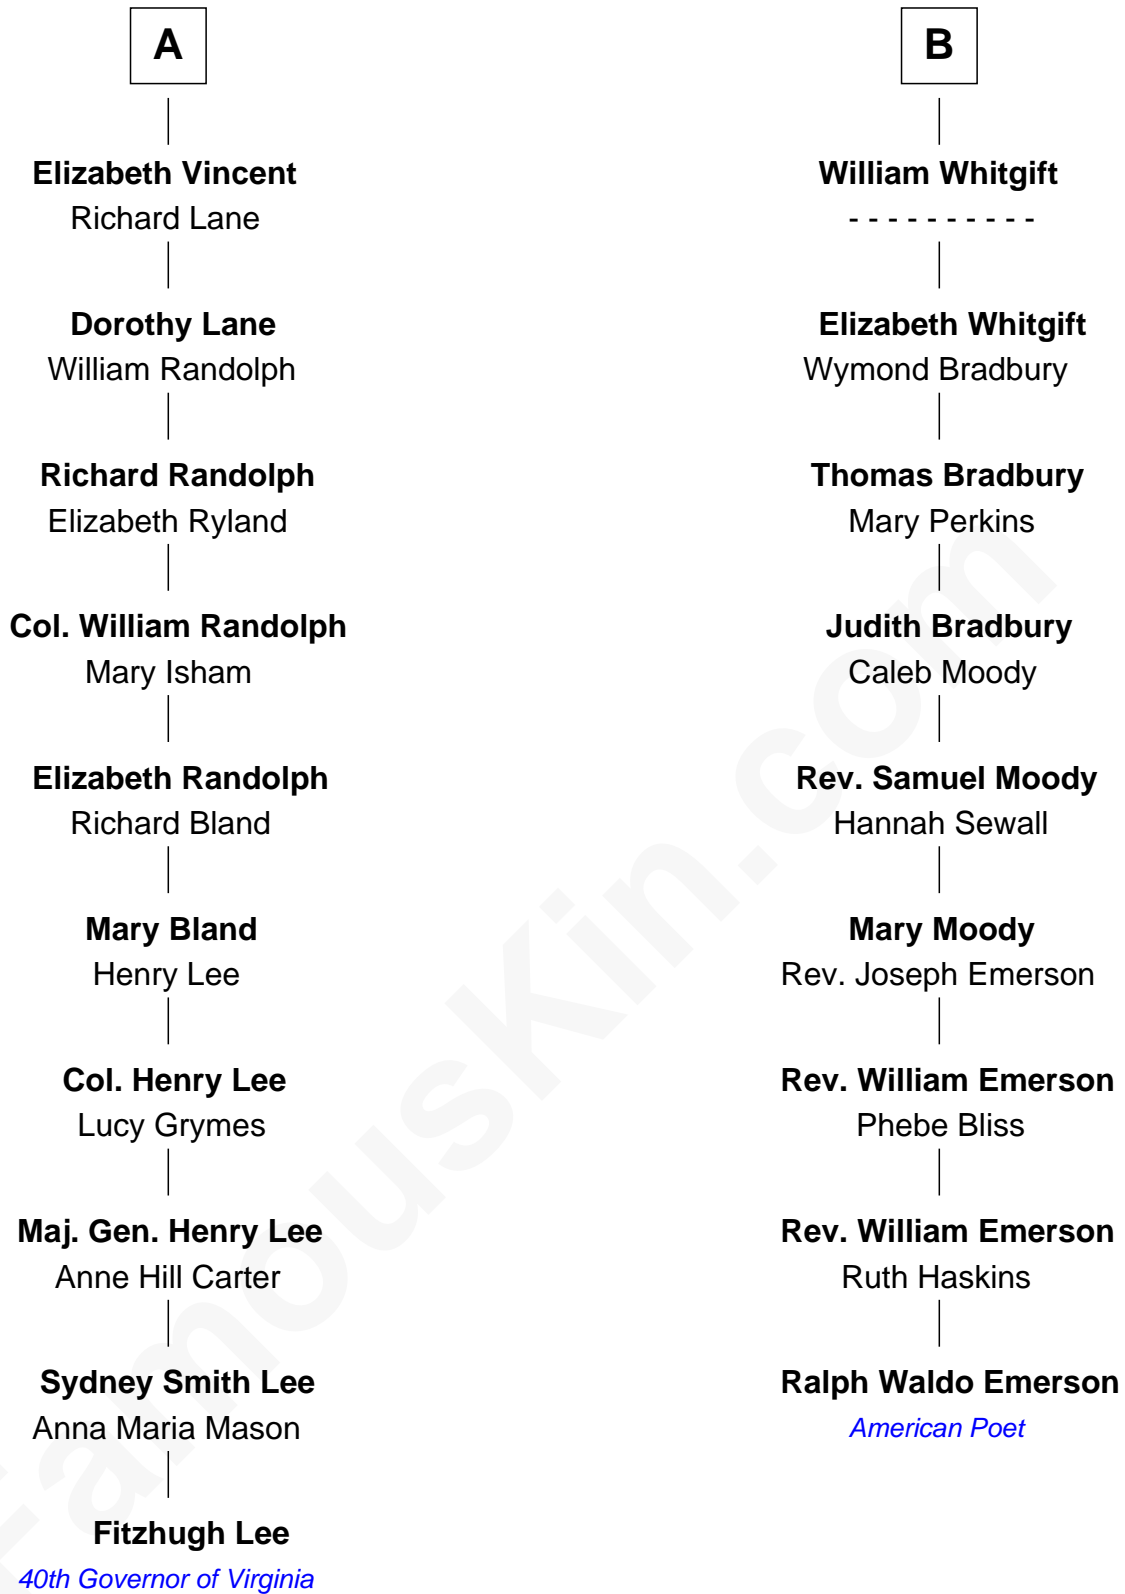 A
Elizabeth Vincent
Richard Lane
Dorothy Lane
William Randolph
Richard Randolph
Elizabeth Ryland
Col. William Randolph
Mary Isham
Elizabeth Randolph
Richard Bland
Mary Bland
Henry Lee
Col. Henry Lee
Lucy Grymes
Maj. Gen. Henry Lee
Anne Hill Carter
Sydney Smith Lee
Anna Maria Mason
Fitzhugh Lee
40th Governor of Virginia
B
William Whitgift
- - - - - - - - - -
Elizabeth Whitgift
Wymond Bradbury
Thomas Bradbury
Mary Perkins
Judith Bradbury
Caleb Moody
Rev. Samuel Moody
Hannah Sewall
Mary Moody
Rev. Joseph Emerson
Rev. William Emerson
Phebe Bliss
Rev. William Emerson
Ruth Haskins
Ralph Waldo Emerson
American Poet
FamousKin.com